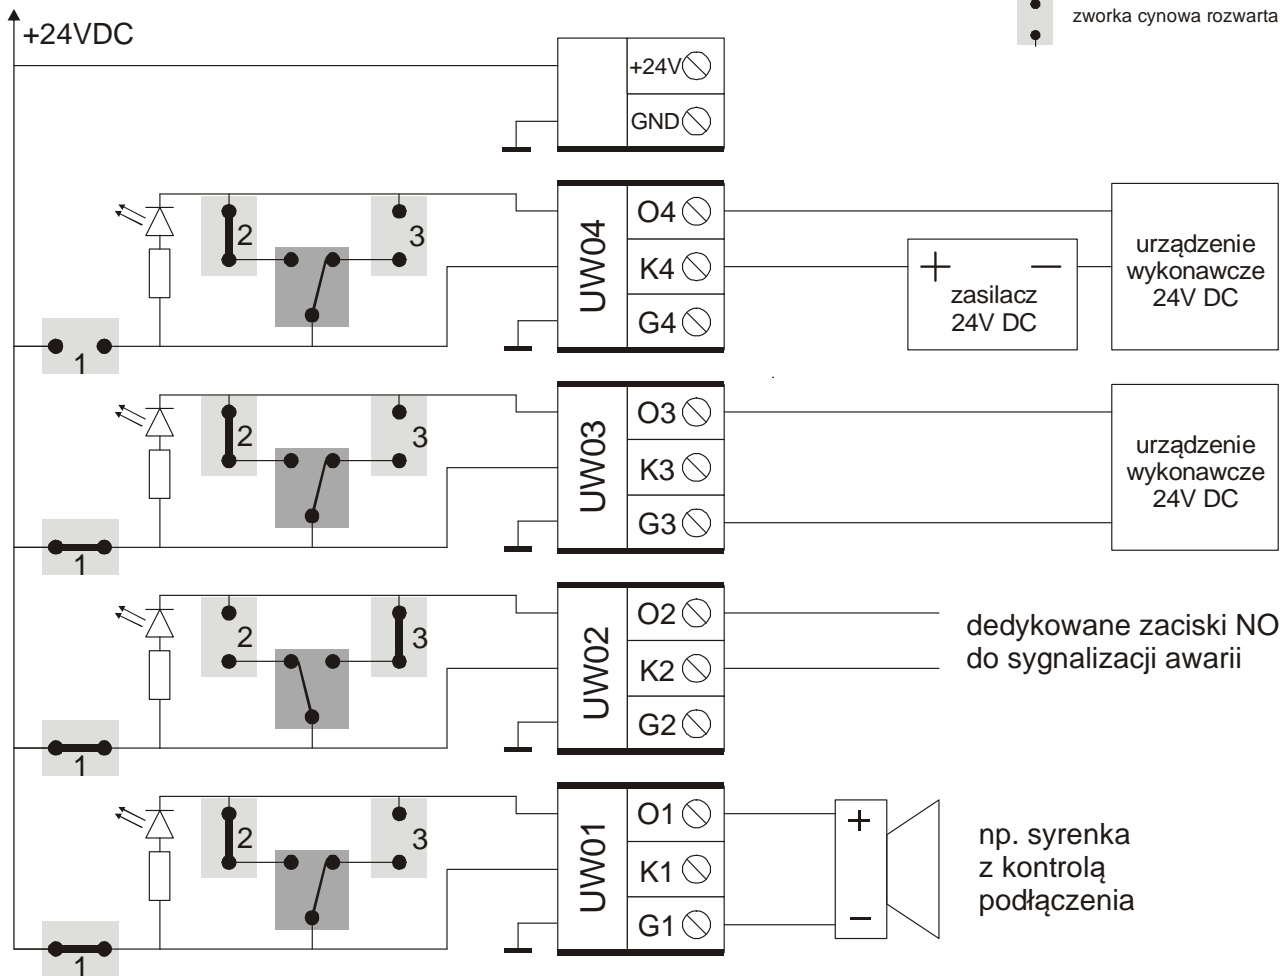 zworka cynowa rozwarta
+24VDC
+24V
GND
2
3
1
UW04
O4
K4
G4
+
−
zasilacz
24V DC
urządzenie
wykonawcze
24V DC
2
3
1
UW03
O3
K3
G3
urządzenie
wykonawcze
24V DC
2
3
1
UW02
O2
K2
G2
dedykowane zaciski NO
do sygnalizacji awarii
2
3
1
UW01
O1
K1
G1
+
−
np. syrenka
z kontrolą
podłączenia